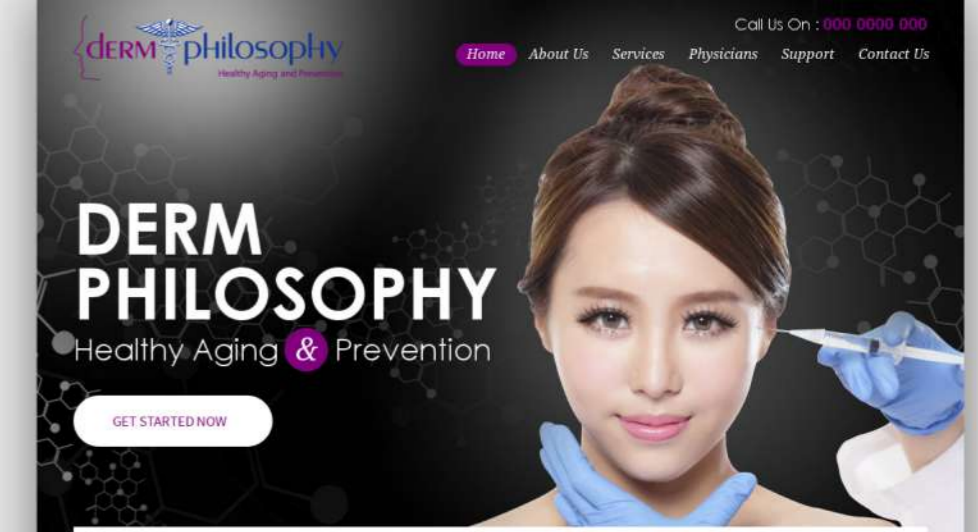 Call Us On : 000 0000 000
dERM philosophy
Healthy Aging and Prevention
Home About Us Services Physicians Support Contact Us
DERM
PHILOSOPHY
Healthy Aging & Prevention
GET STARTED NOW